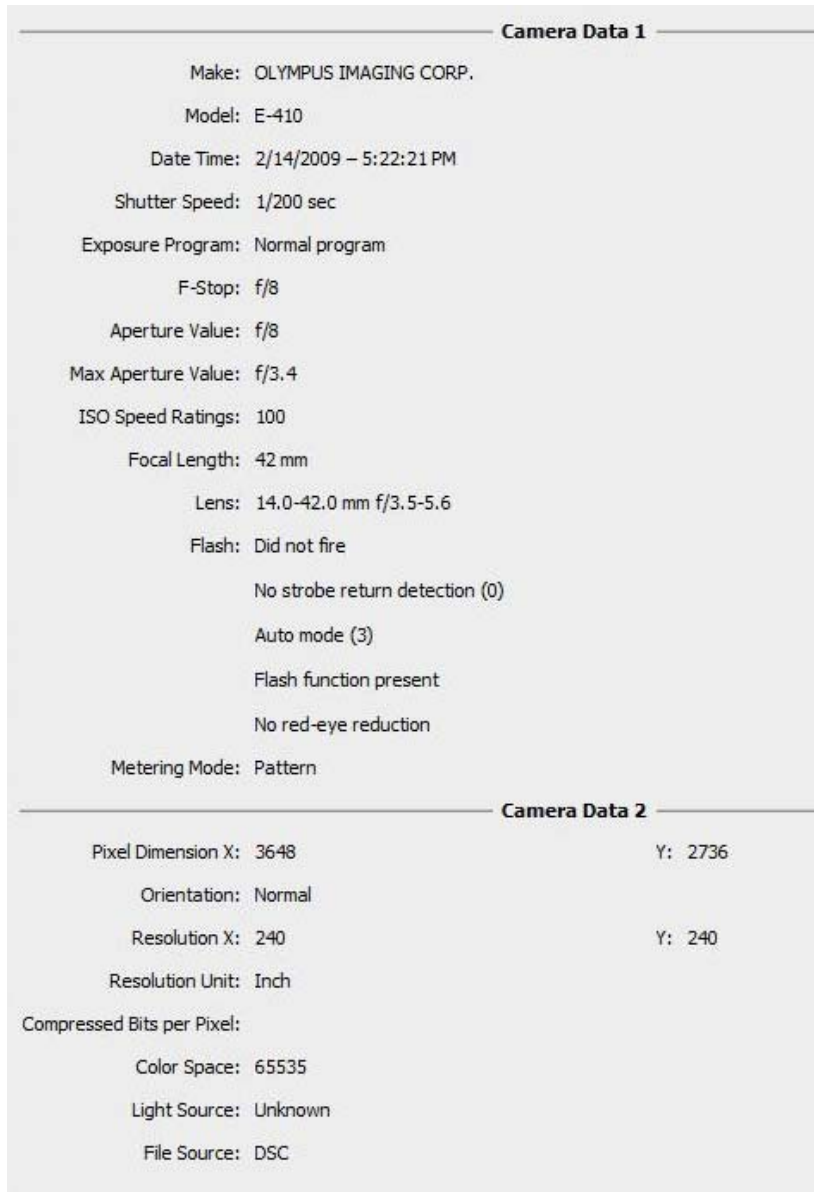 Camera Data 1
Make: OLYMPUS IMAGING CORP.
Model: E-410
Date Time: 2/14/2009 – 5:22:21 PM
Shutter Speed: 1/200 sec
Exposure Program: Normal program
F-Stop: f/8
Aperture Value: f/8
Max Aperture Value: f/3.4
ISO Speed Ratings: 100
Focal Length: 42 mm
Lens: 14.0-42.0 mm f/3.5-5.6
Flash: Did not fire
No strobe return detection (0)
Auto mode (3)
Flash function present
No red-eye reduction
Metering Mode: Pattern
Camera Data 2
Pixel Dimension X: 3648 Y: 2736
Orientation: Normal
Resolution X: 240 Y: 240
Resolution Unit: Inch
Compressed Bits per Pixel:
Color Space: 65535
Light Source: Unknown
File Source: DSC